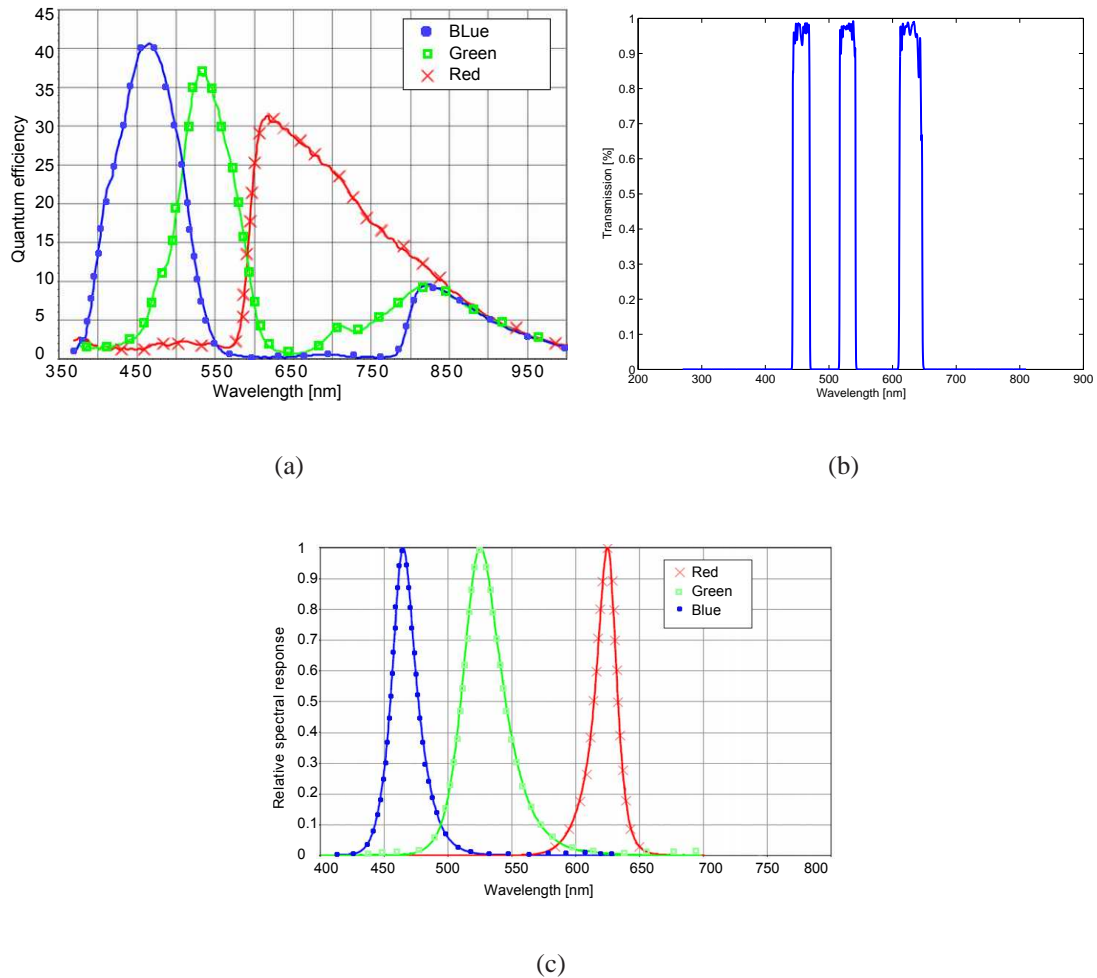 45
40
35
30
25
20
15
10
5
0
Quantum efficiency
BLue
Green
Red
350 450 550 650 750 850 950
Wavelength [nm]
(a)
1
0.9
0.8
0.7
0.6
0.5
0.4
0.3
0.2
0.1
0
Transmission [%]
200 300 400 500 600 700 800 900
Wavelength [nm]
(b)
1
0.9
0.8
0.7
0.6
0.5
0.4
0.3
0.2
0.1
0
Relative spectral response
Red
Green
Blue
400 450 500 550 600 650 700 750 800
Wavelength [nm]
(c)